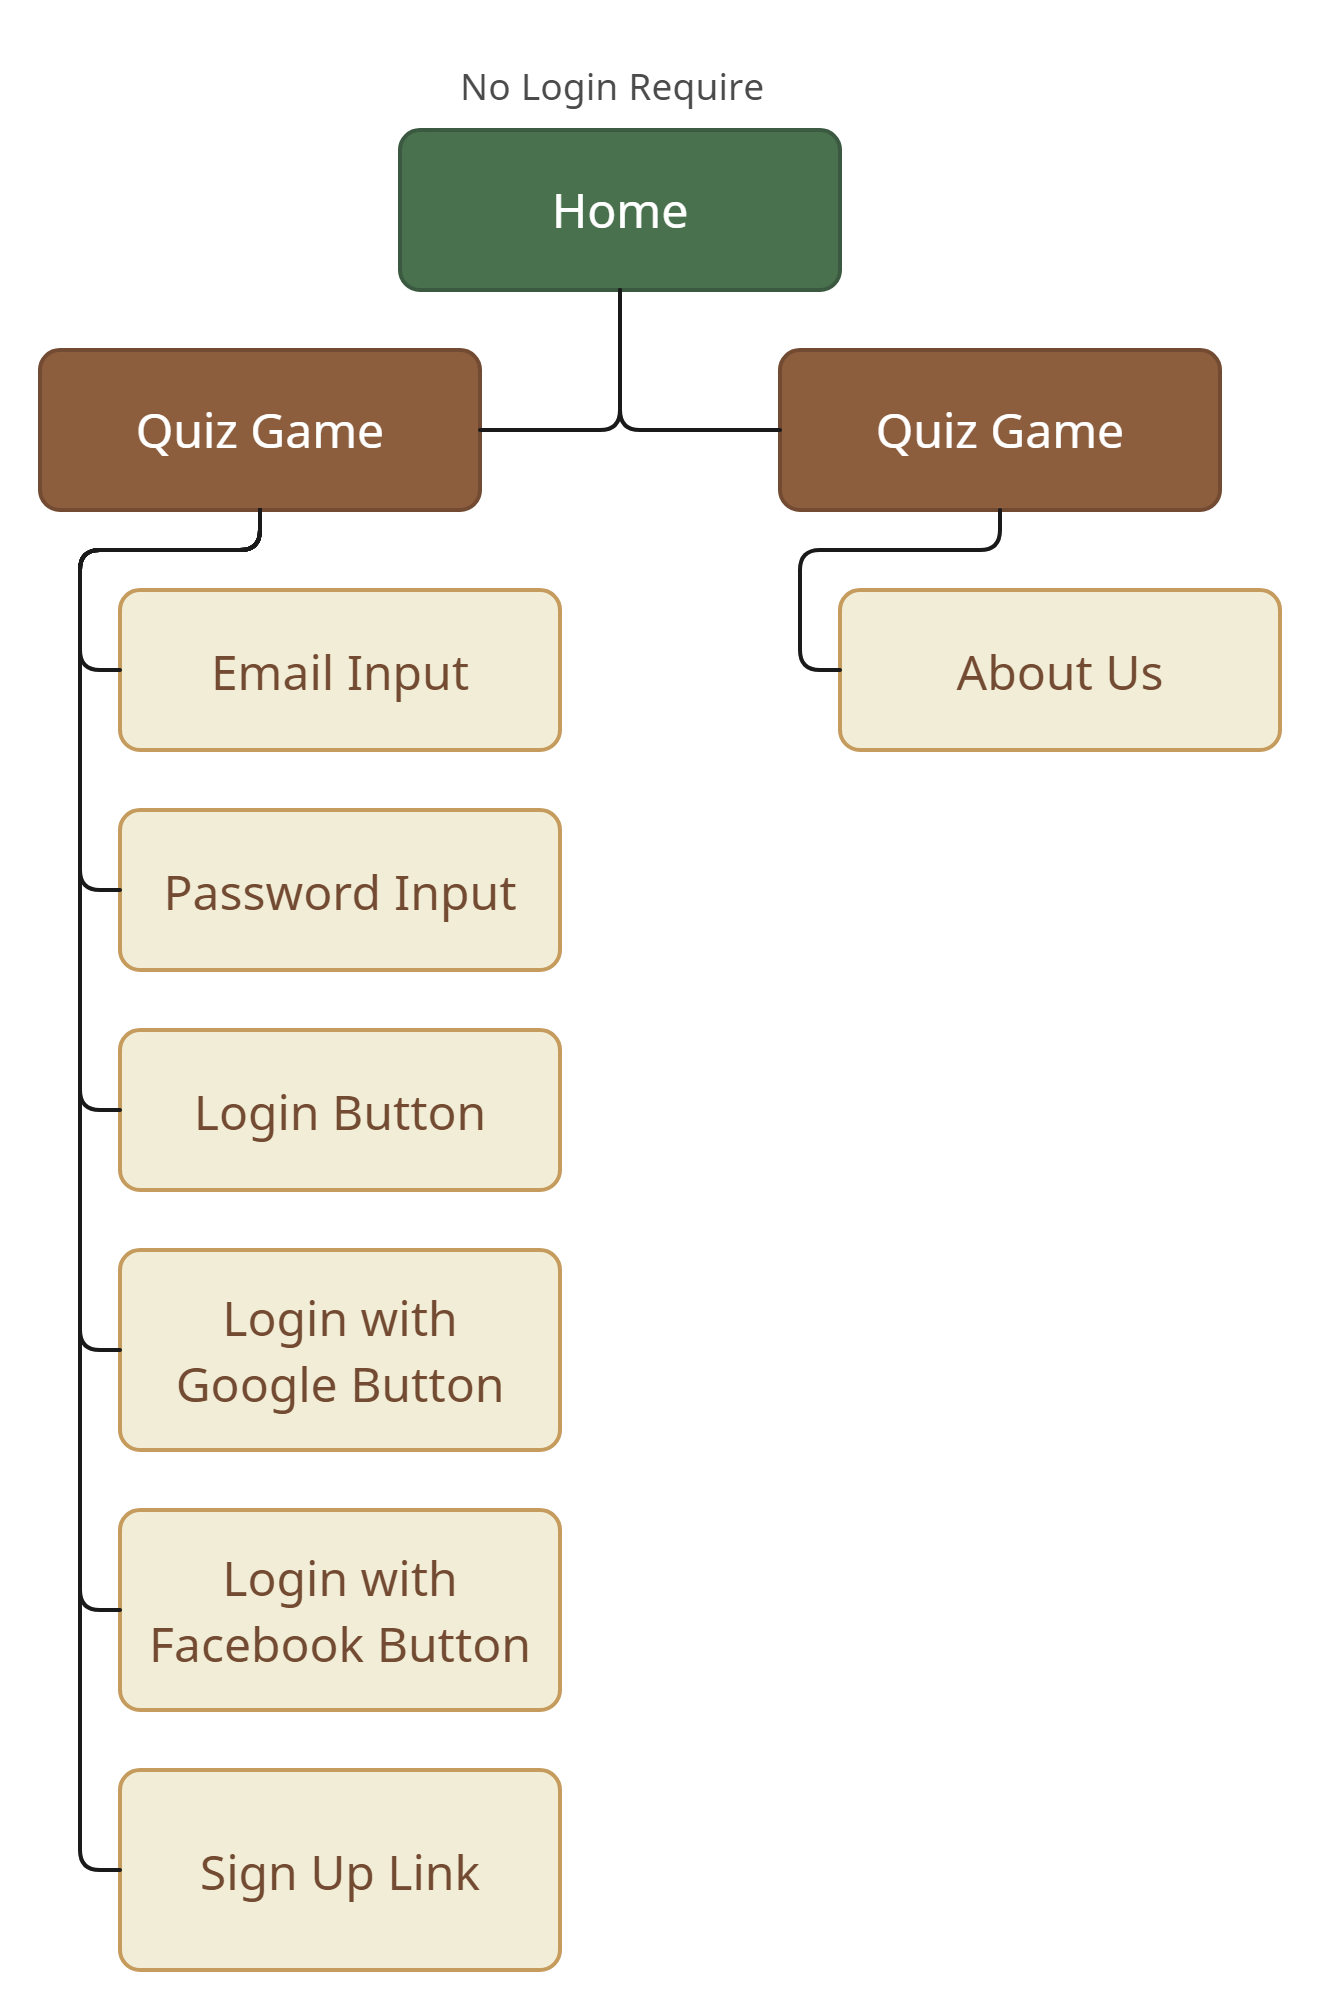 No Login Require
Home
Quiz Game
Quiz Game
Email Input
About Us
Password Input
Login Button
Login with
Google Button
Login with
Facebook Button
Sign Up Link